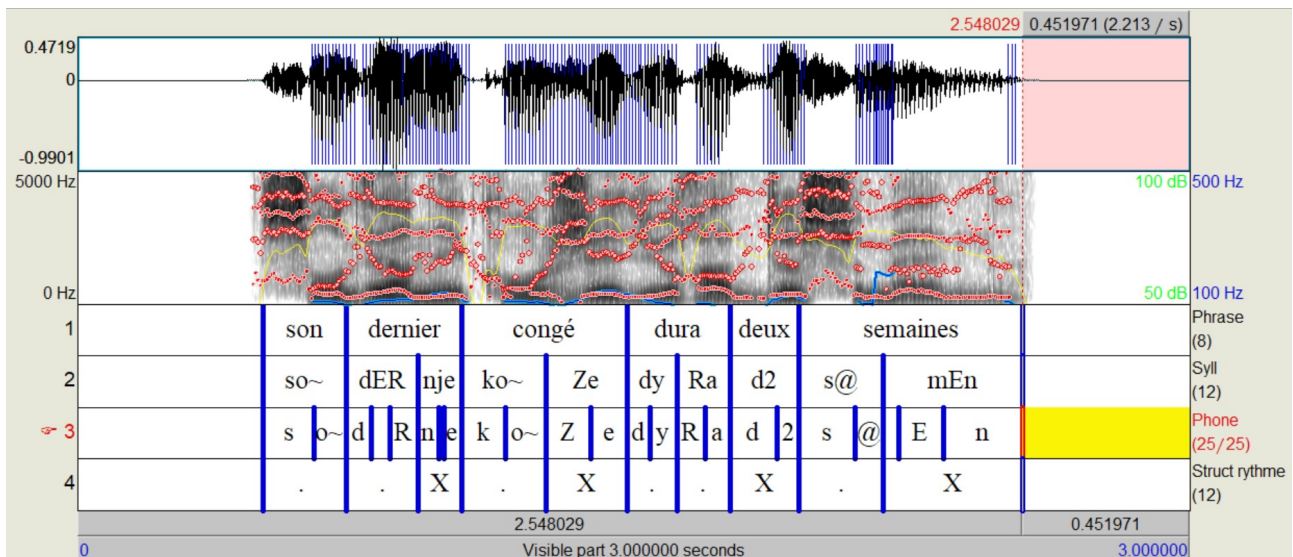 2.548029 0.451971 (2.213 / s)
0.4719
0
-0.9901
5000 Hz 100 dB 500 Hz
0 Hz 50 dB 100 Hz
1 son dernier congé dura deux semaines Phrase
(8)
2 so~ dER nje ko~ Ze dy Ra d2 s@ mEn Syll
(12)
3 s o~ d R n e k o~ Z e d y R a d 2 s @ E n Phone
(25/25)
4 . . X . X . . X . X Struct rythme
(12)
2.548029 0.451971
0 Visible part 3.000000 seconds 3.000000